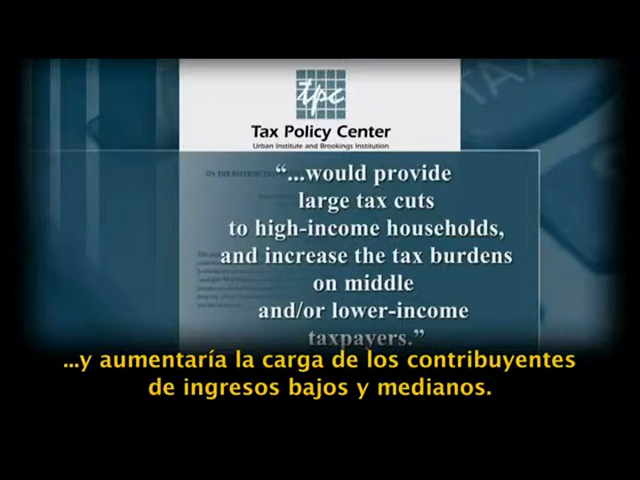 tpc
Tax Policy Center
Urban Institute and Brookings Institution
“...would provide
large tax cuts
to high-income households,
and increase the tax burdens
on middle
and/or lower-income
taxpayers.”
...y aumentaría la carga de los contribuyentes
de ingresos bajos y medianos.